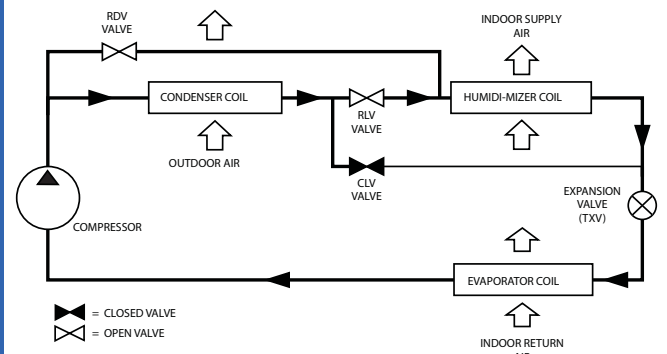 RDV
VALVE
INDOOR SUPPLY
AIR
CONDENSER COIL
RLV
VALVE
HUMIDI-MIZER COIL
OUTDOOR AIR
CLV
VALVE
EXPANSION
VALVE
(TXV)
COMPRESSOR
EVAPORATOR COIL
= CLOSED VALVE
= OPEN VALVE
INDOOR RETURN